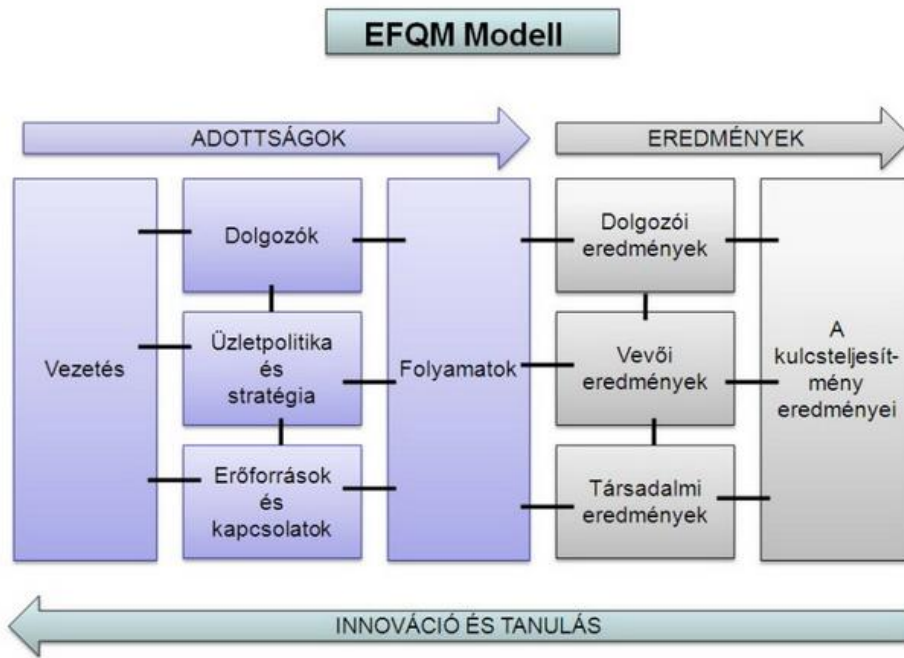 EFQM Modell
ADOTTSÁGOK
EREDMÉNYEK
Vezetés
Dolgozók
Üzletpolitika
és
stratégia
Erőforrások
és
kapcsolatok
Folyamatok
Dolgozói
eredmények
Vevői
eredmények
Társadalmi
eredmények
A
kulcsteljesít-
mény
eredményei
INNOVÁCIÓ ÉS TANULÁS